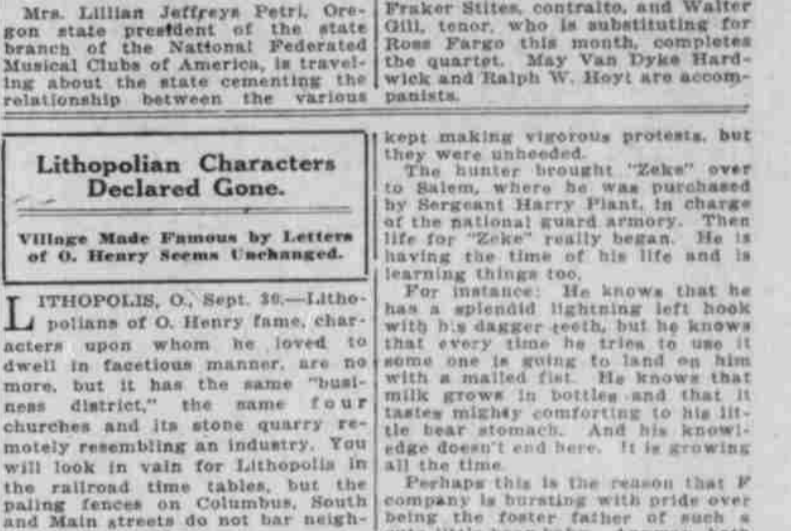 Mrs. Lillian Jeffreys Petri, Ore-
gon state president of the state
branch of the National Federated
Musical Clubs of America, is travel-
ing about the state cementing the
relationship between the various
Fraker Stites, contralto, and Walter
Gill, tenor, who is substituting for
Ross Fargo this month, completes
the quartet. May Van Dyke Hard-
wick and Ralph W. Hoyt are accom-
panists.
Lithopolian Characters
Declared Gone.
Village Made Famous by Letters
of O. Henry Seems Unchanged.
LITHOPOLIS, O., Sept. 30.—Litho-
polians of O. Henry fame, char-
acters upon whom he loved to
dwell in facetious manner, are no
more, but it has the same "busi-
ness district," the same four
churches and its stone quarry re-
motely resembling an industry. You
will look in vain for Lithopolis in
the railroad time tables, but the
paling fences on Columbus, South
and Main streets do not bar neigh-
kept making vigorous protests, but
they were unheeded.
The hunter brought "Zeke" over
to Salem, where he was purchased
by Sergeant Harry Plant, in charge
of the national guard armory. Then
life for "Zeke" really began. He is
having the time of his life and is
learning things too.
For instance: He knows that he
has a splendid lightning left hook
with his dagger teeth, but he knows
that every time he tries to use it
some one is going to land on him
with a mailed fist. He knows that
milk grows in bottles and that it
tastes mighty comforting to his lit-
tle bear stomach. And his knowl-
edge doesn't end here. It is growing
all the time.
Perhaps this is the reason that F
company is bursting with pride over
being the foster father of such a